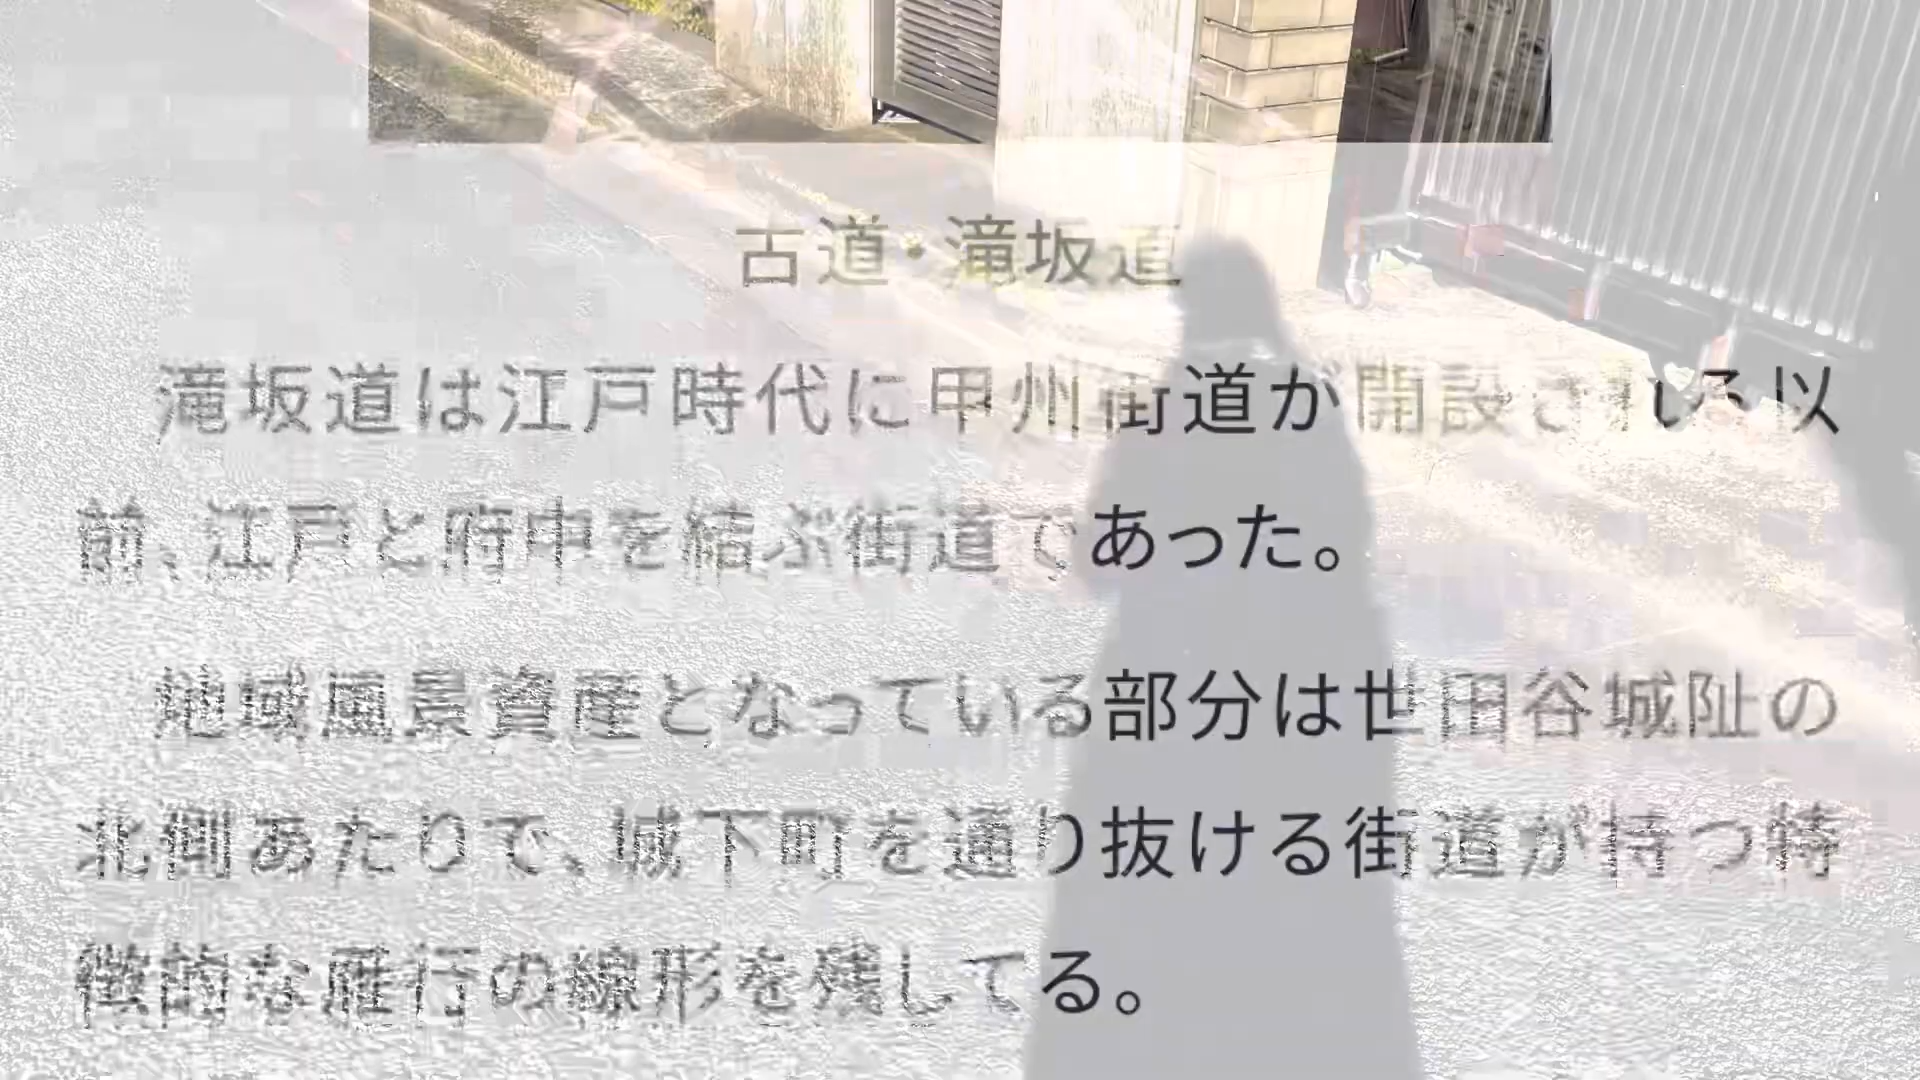 古道・滝坂道
滝坂道は江戸時代に甲州街道が開設される以
前、江戸と府中を結ぶ街道であった。
地域風景資産となっている部分は世田谷城阯の
北側あたりで、城下町を通り抜ける街道が持つ特
徴的な雁行の線形を残してる。